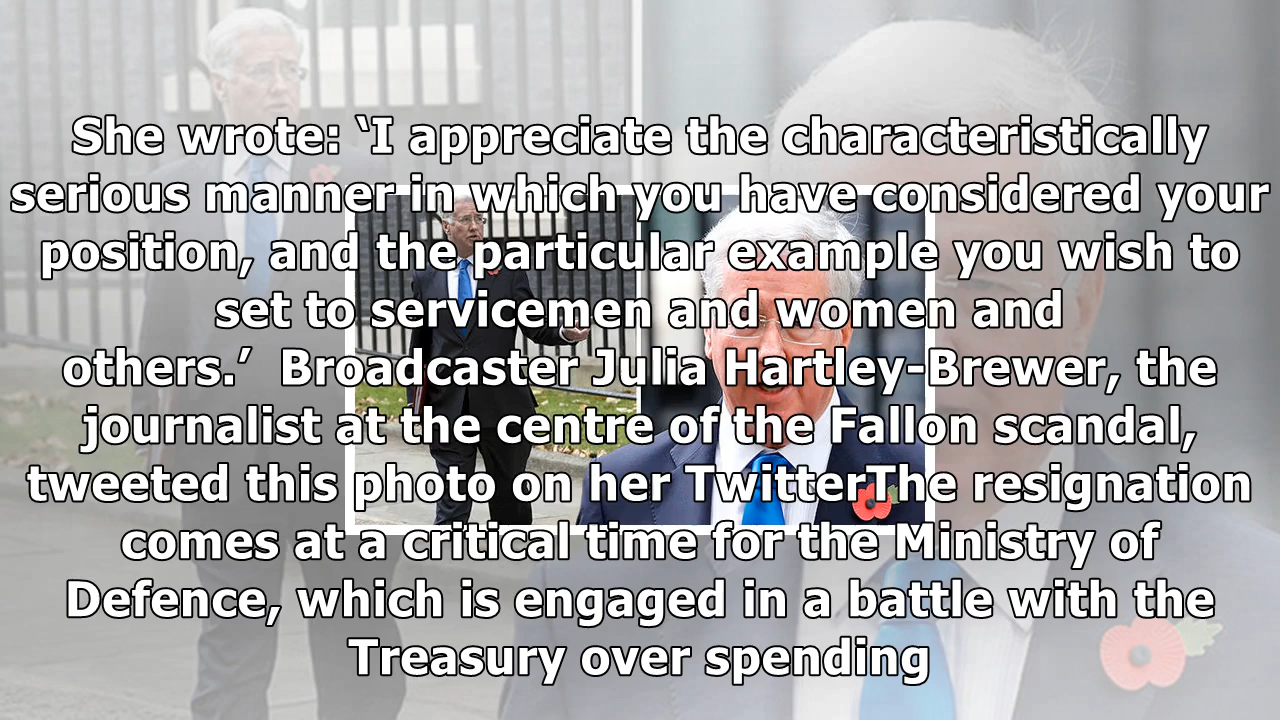 She wrote: ‘I appreciate the characteristically
serious manner in which you have considered your
position, and the particular example you wish to
set to servicemen and women and
others.’  Broadcaster Julia Hartley-Brewer, the
journalist at the centre of the Fallon scandal,
tweeted this photo on her TwitterThe resignation
comes at a critical time for the Ministry of
Defence, which is engaged in a battle with the
Treasury over spending